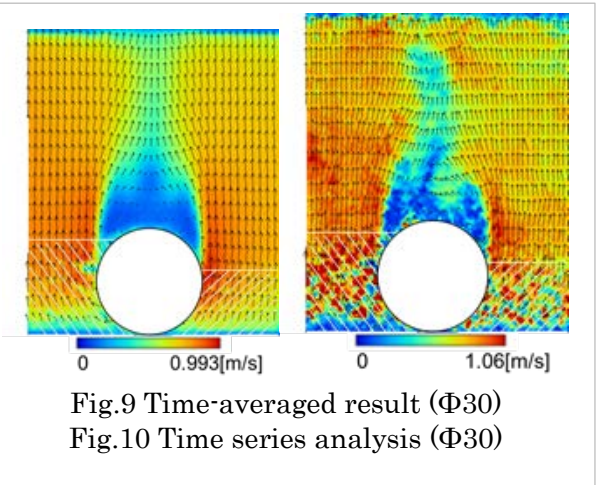 0 0.993[m/s] 0 1.06[m/s]
Fig.9 Time-averaged result (Φ30)
Fig.10 Time series analysis (Φ30)